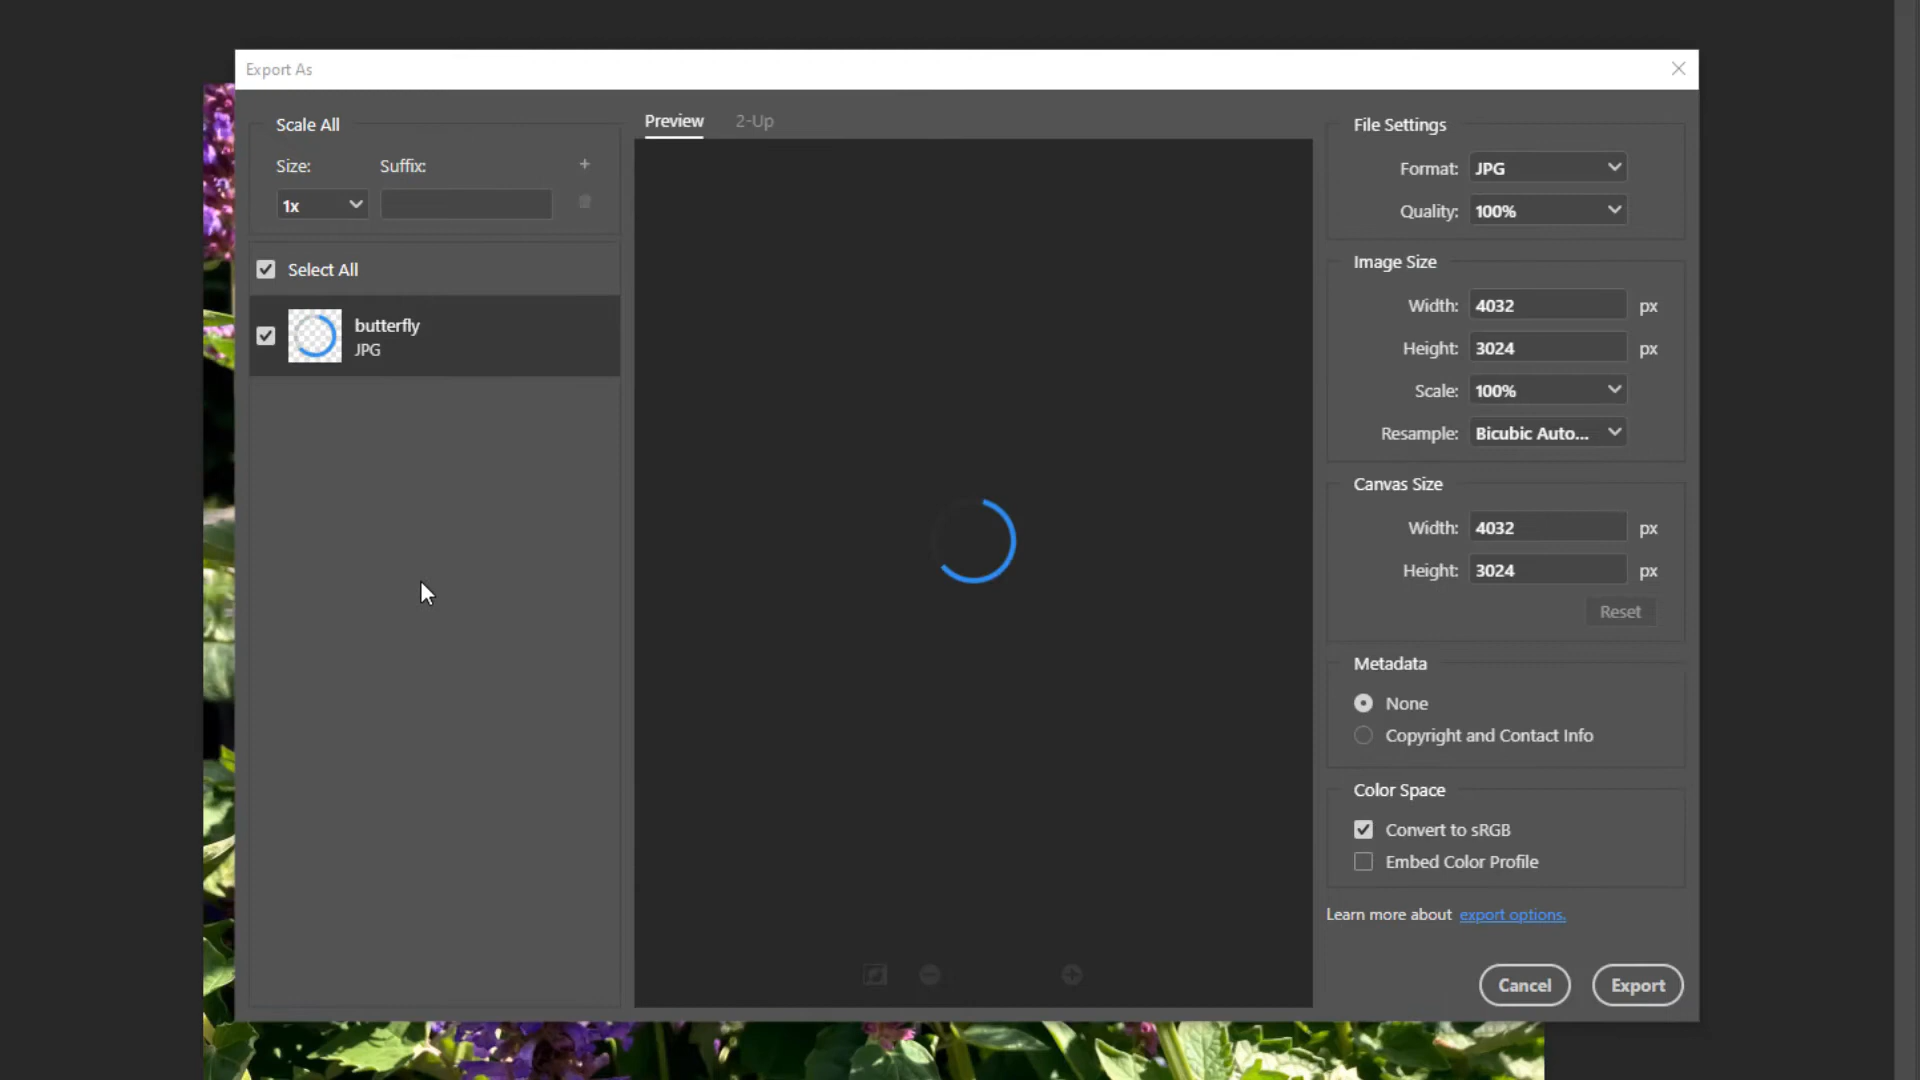 Export As
Scale All
Size: Suffix:
1x
Select All
butterfly
JPG
Preview 2-Up
File Settings
Format: JPG
Quality: 100%
Image Size
Width: 4032 px
Height: 3024 px
Scale: 100%
Resample: Bicubic Auto...
Canvas Size
Width: 4032 px
Height: 3024 px
Reset
Metadata
None
Copyright and Contact Info
Color Space
Convert to sRGB
Embed Color Profile
Learn more about export options.
Cancel Export